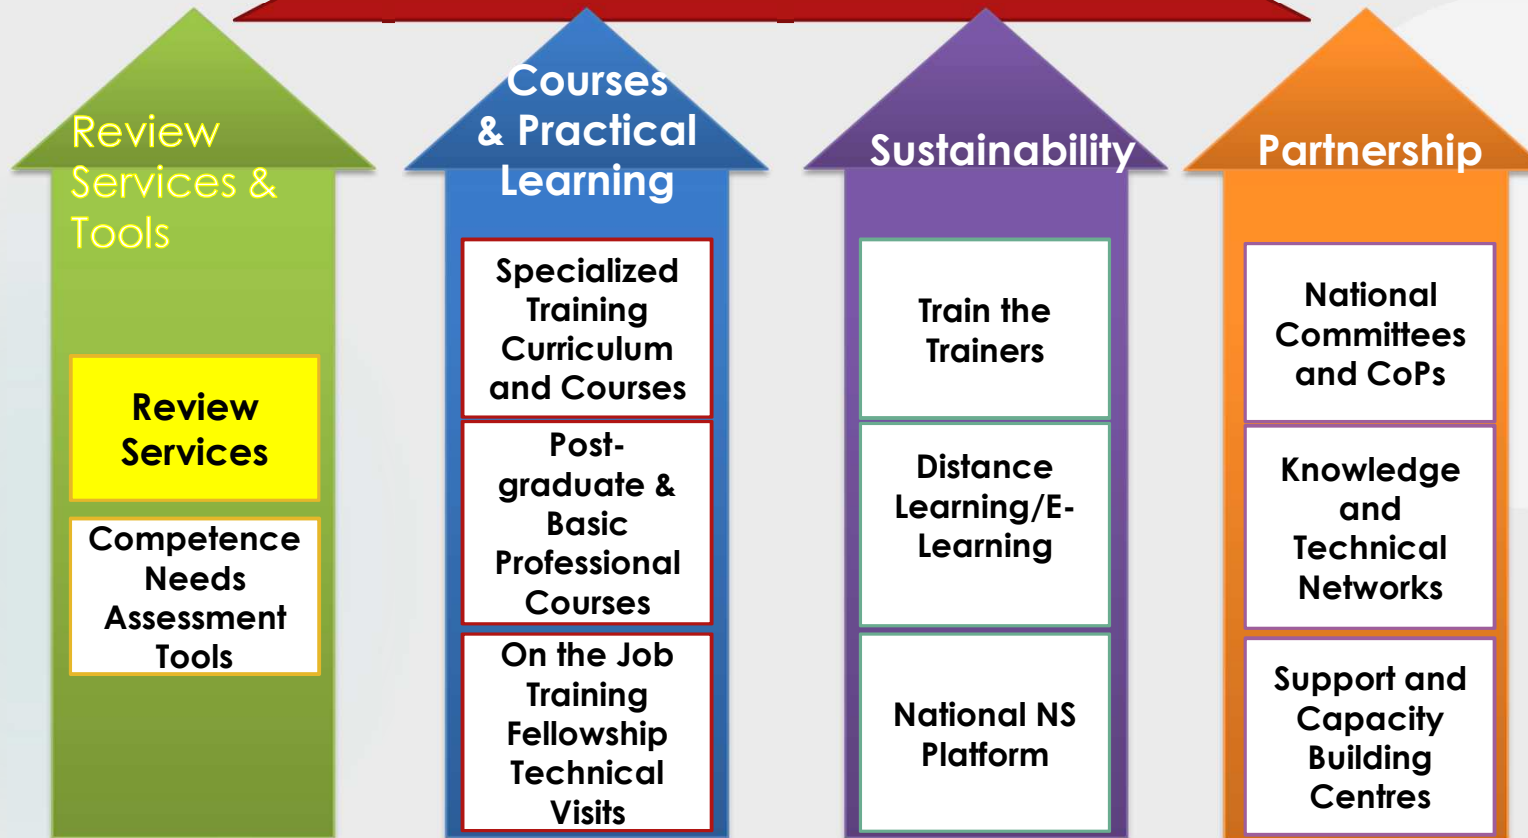 Review
Services &
Tools
Review
Services
Competence
Needs
Assessment
Tools
Courses
& Practical
Learning
Specialized
Training
Curriculum
and Courses
Post-
graduate &
Basic
Professional
Courses
On the Job
Training
Fellowship
Technical
Visits
Sustainability
Train the
Trainers
Distance
Learning/E-
Learning
National NS
Platform
Partnership
National
Committees
and CoPs
Knowledge
and
Technical
Networks
Support and
Capacity
Building
Centres